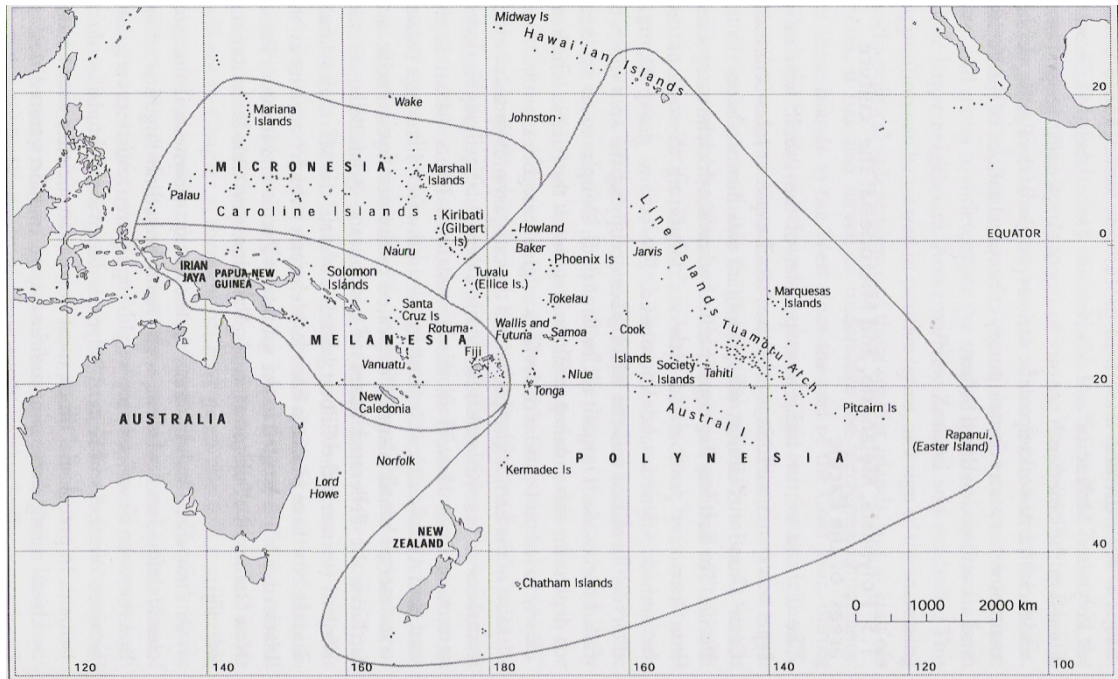 Midway Is
Hawai'ian Islands
20
Mariana
Islands
Wake
Johnston
MICRONESIA
Marshall
Islands
Palau
Caroline Islands
Kiribati
(Gilbert
Is)
Howland
Baker
Line Islands
Jarvis
EQUATOR
0
Nauru
Phoenix Is
IRIAN
JAYA
PAPUA-NEW
GUINEA
Solomon
Islands
Tuvalu
(Ellice Is.)
Marquesas
Islands
Santa
Cruz Is
Tokelau
Rotuma
Wallis and
Futuna
Samoa
Cook
Islands
Tuamotu Arch
MELANESIA
Fiji
Vanuatu
Niue
Society
Islands
Tahiti
Tonga
20
New
Caledonia
Austral I.
Pitcairn Is
AUSTRALIA
Rapanui
(Easter Island)
Norfolk
Kermadec Is
POLYNESIA
Lord
Howe
NEW
ZEALAND
40
Chatham Islands
0 1000 2000 km
120 140 160 180 160 140 120 100